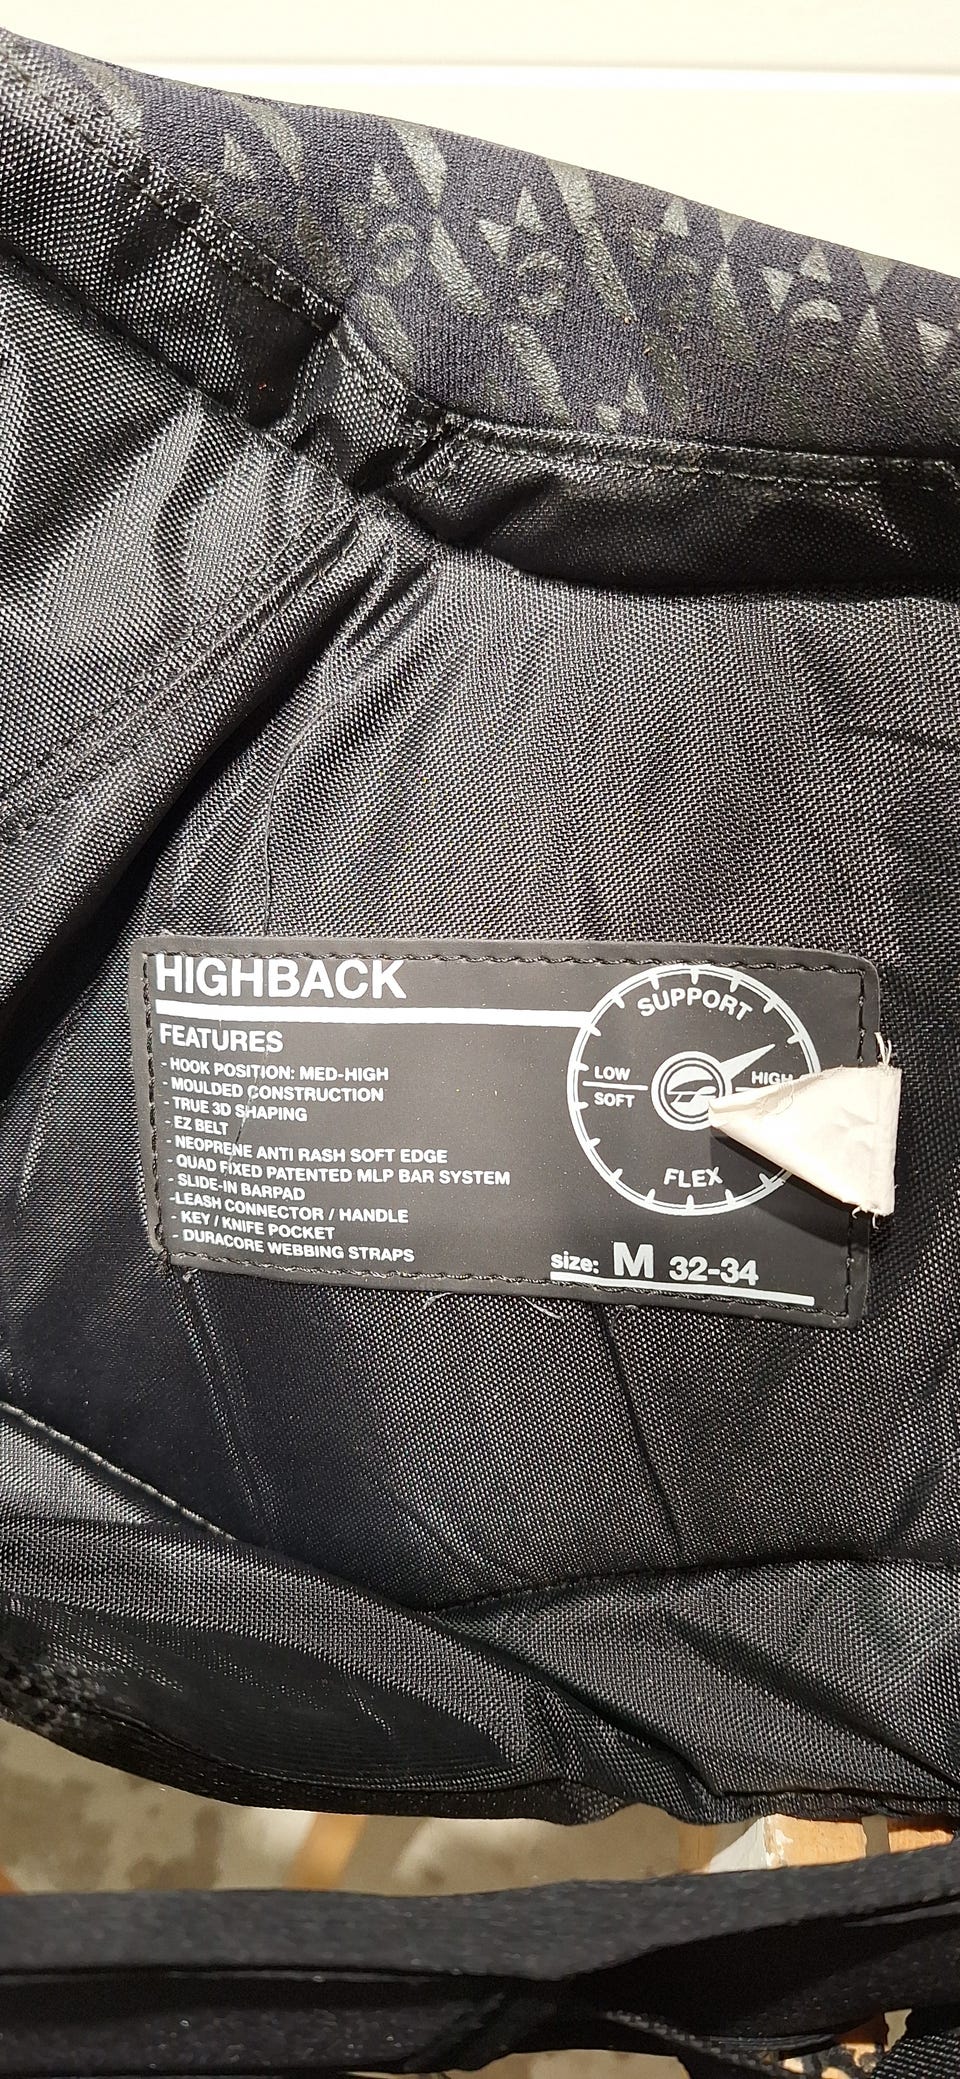 HIGHBACK
FEATURES
- HOOK POSITION: MED-HIGH
- MOULDED CONSTRUCTION
- TRUE 3D SHAPING
- EZ BELT
- NEOPRENE ANTI RASH SOFT EDGE
- QUAD FIXED PATENTED MLP BAR SYSTEM
- SLIDE-IN BARPAD
-LEASH CONNECTOR / HANDLE
- KEY / KNIFE POCKET
- DURACORE WEBBING STRAPS
SUPPORT
LOW
HIGH
SOFT
FLEX
size: M 32-34